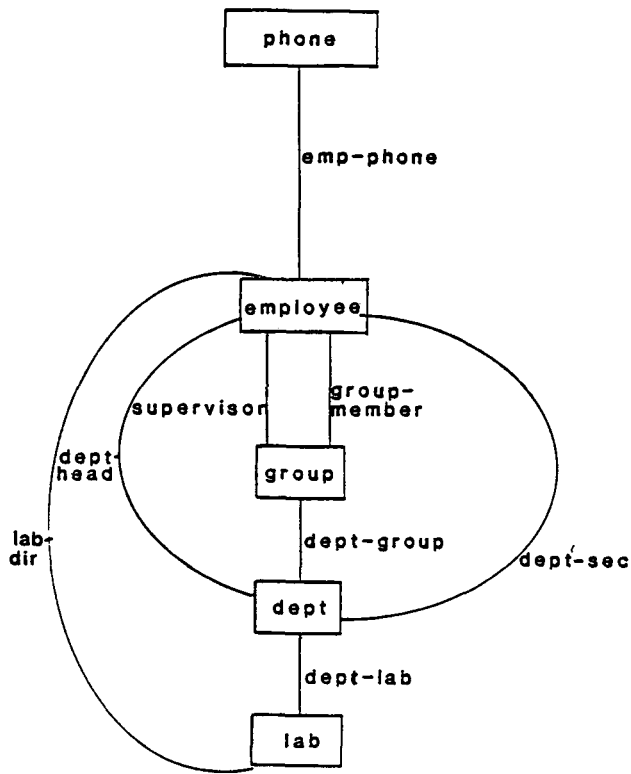 phone
emp-phone
employee
supervisor
group-
member
dept-
head
group
lab-
dir
dept-group
dept-sec
dept
dept-lab
lab